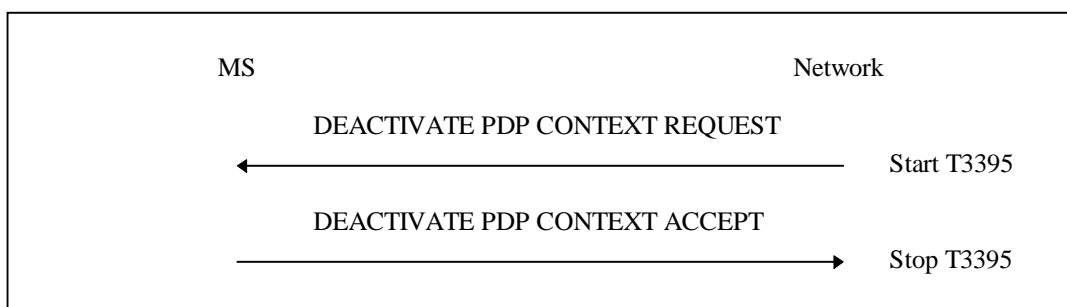 MS Network
DEACTIVATE PDP CONTEXT REQUEST
Start T3395
DEACTIVATE PDP CONTEXT ACCEPT
Stop T3395